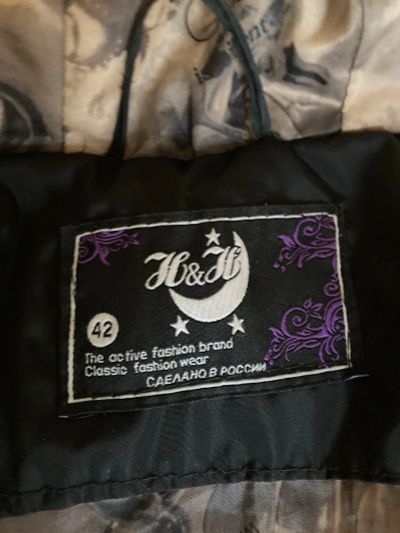 H&H
42
The active fashion brand
Classic fashion wear
СДЕЛАНО В РОССИИ